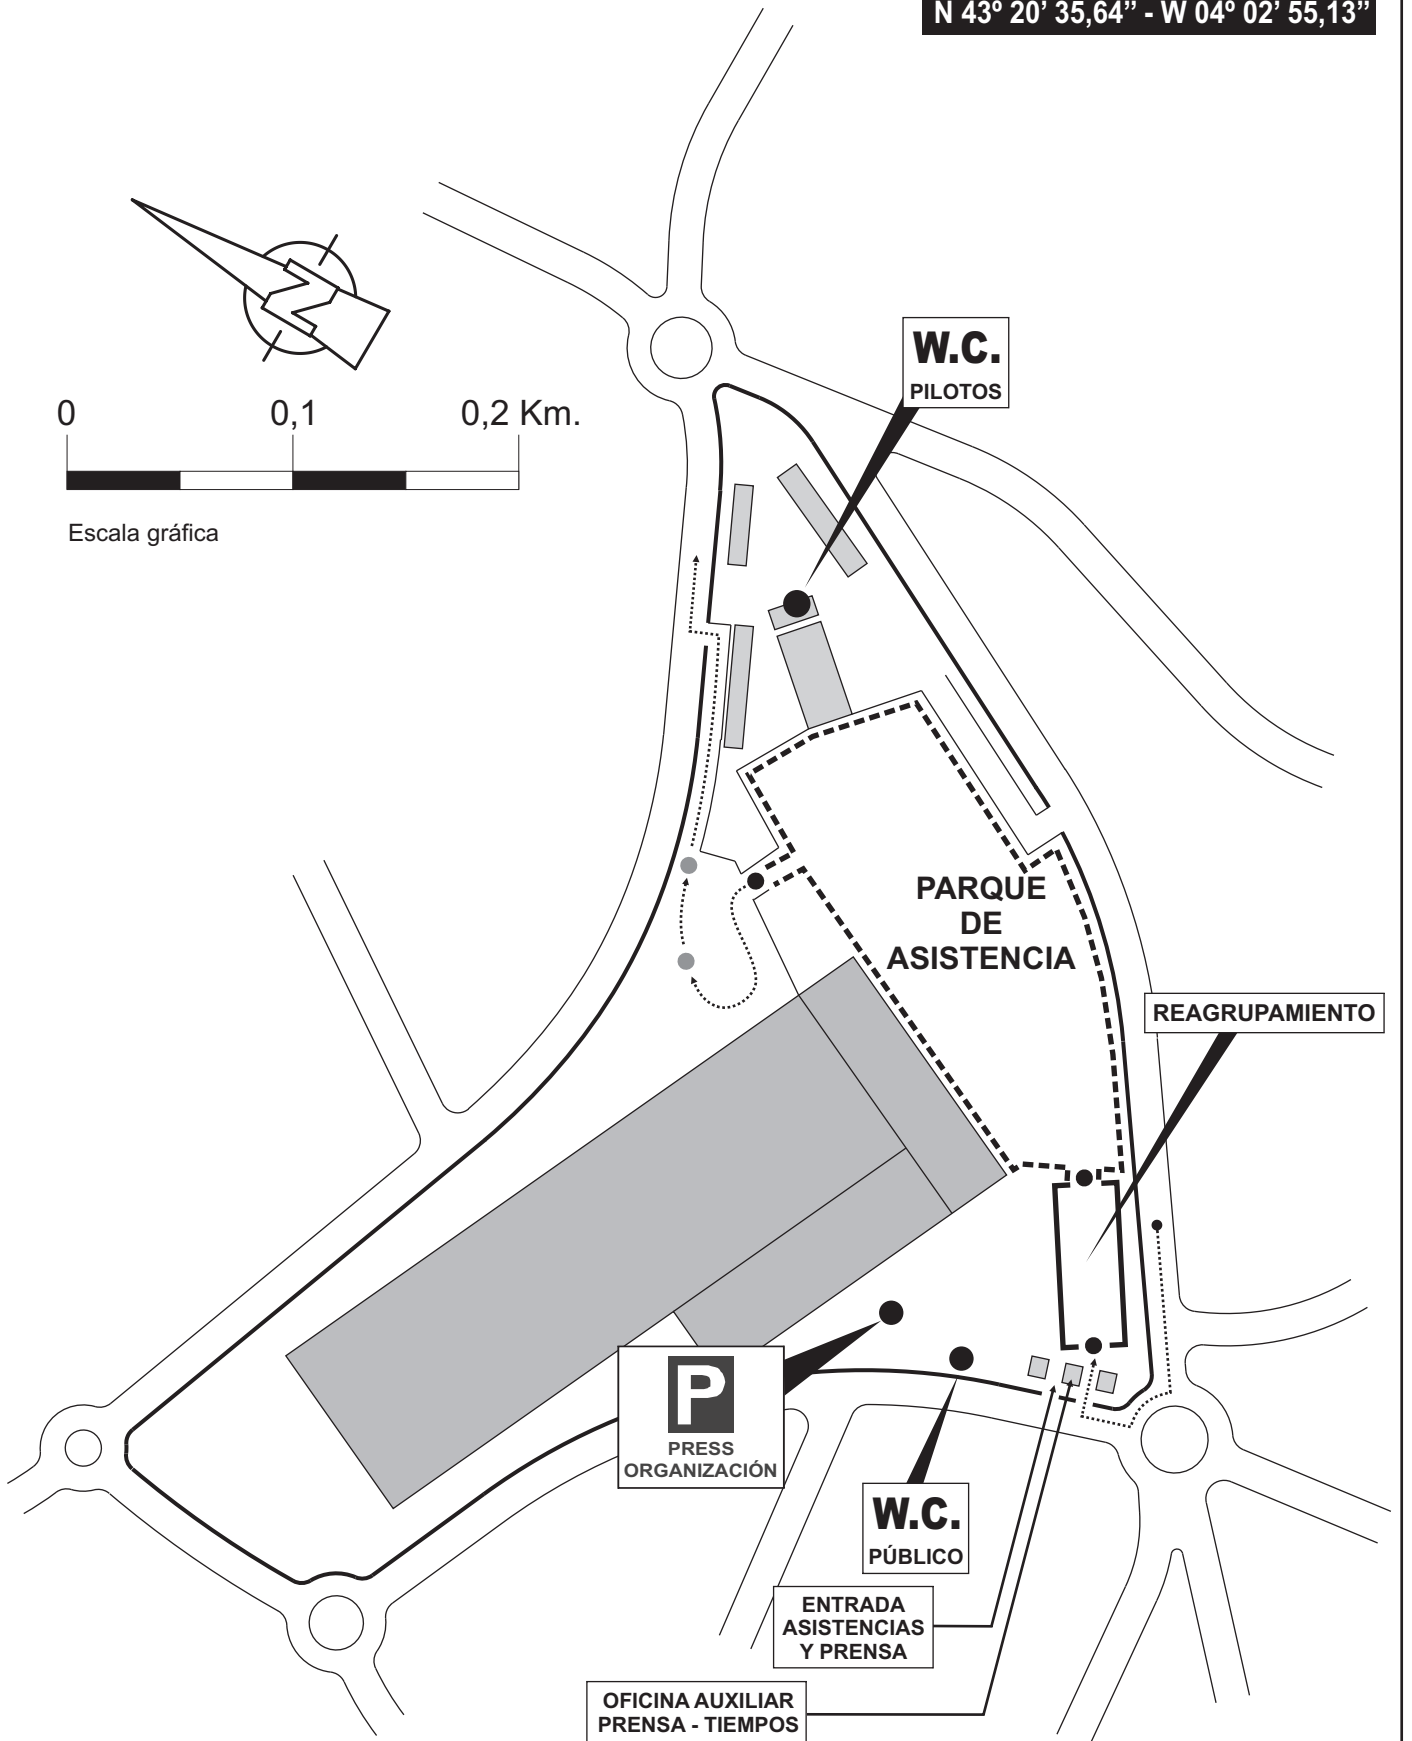 N 43º 20’ 35,64” - W 04º 02’ 55,13”
N
0 0,1 0,2 Km.
Escala gráfica
W.C.
PILOTOS
PARQUE
DE
ASISTENCIA
REAGRUPAMIENTO
P
PRESS
ORGANIZACIÓN
W.C.
PÚBLICO
ENTRADA
ASISTENCIAS
Y PRENSA
OFICINA AUXILIAR
PRENSA - TIEMPOS